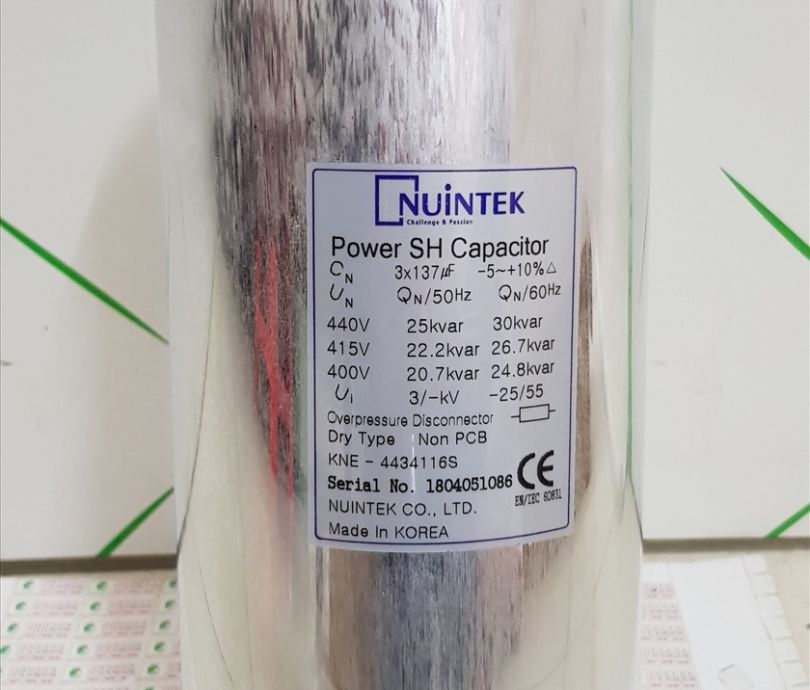 NUINTEK
Challenge & Passion
Power SH Capacitor
CN 3x137µF -5~+10%△
UN QN/50Hz QN/60Hz
440V 25kvar 30kvar
415V 22.2kvar 26.7kvar
400V 20.7kvar 24.8kvar
Ui 3/-kV -25/55
Overpressure Disconnector
Dry Type Non PCB
KNE - 4434116S
Serial No. 1804051086 CE
EN/IEC 60831
NUINTEK CO., LTD.
Made In KOREA